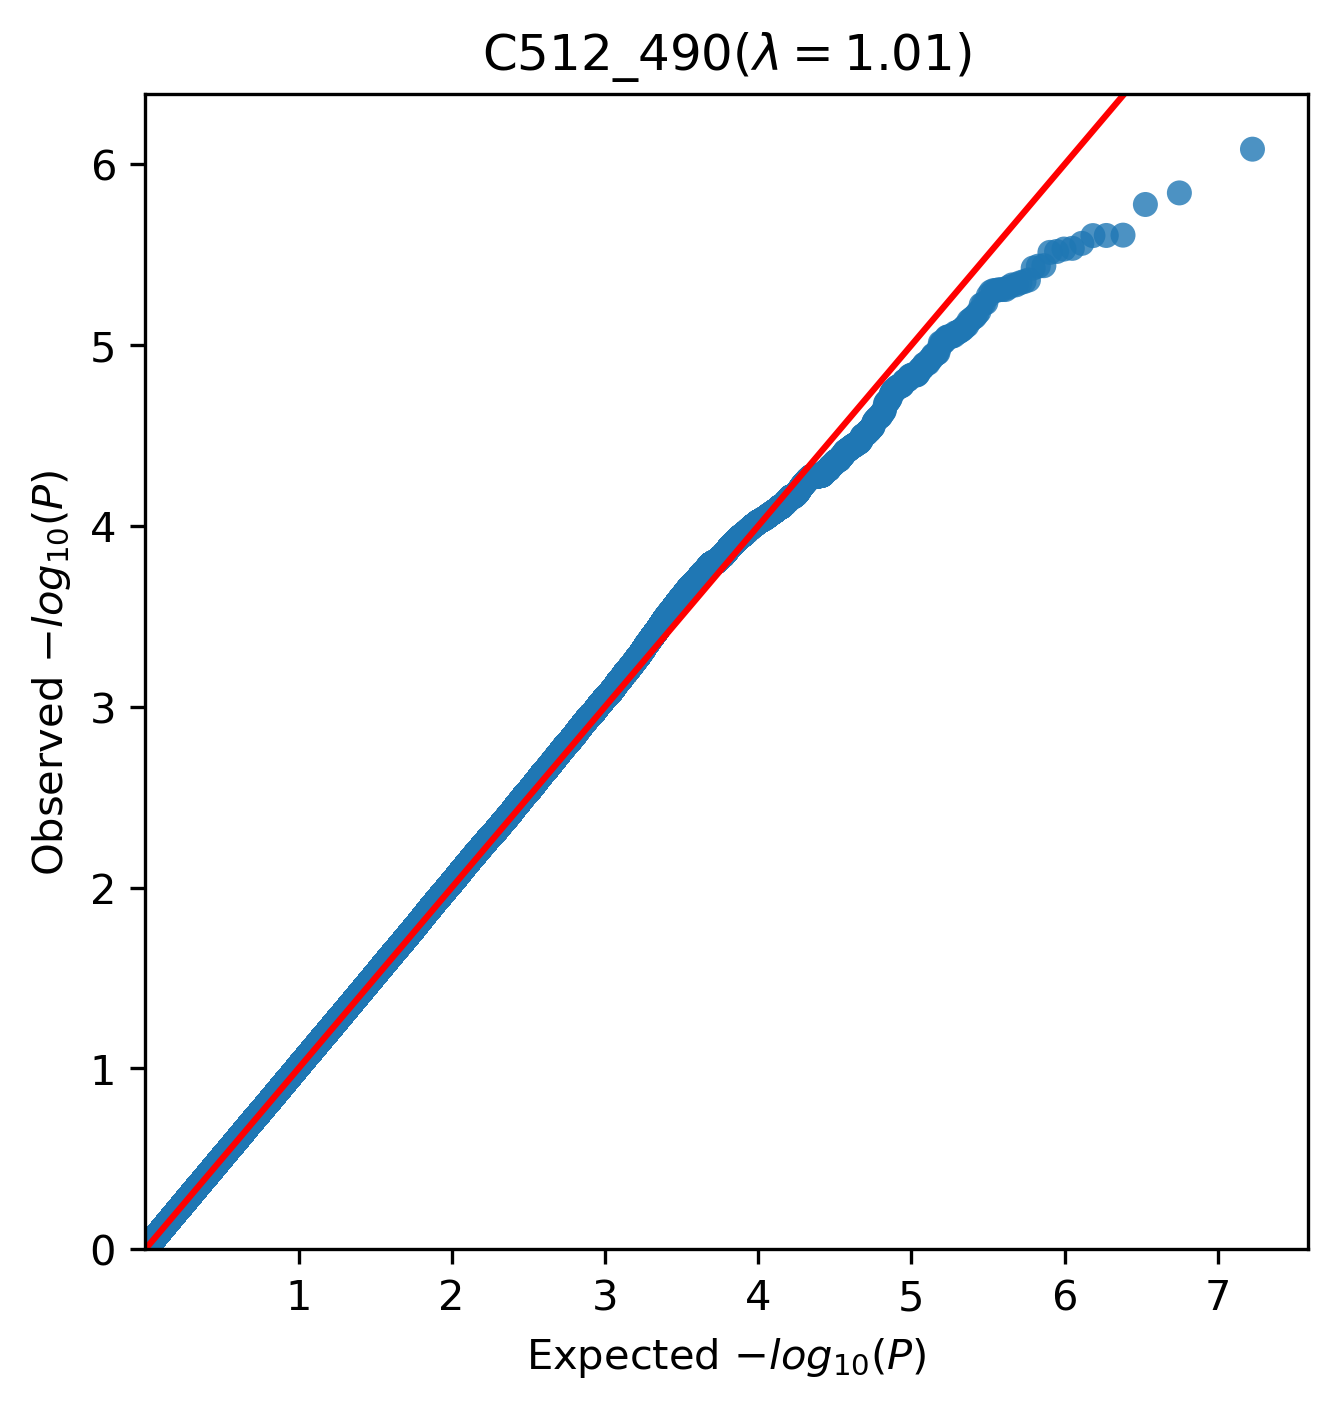 C512_490(λ = 1.01)
Observed −log₁₀(P)
6
5
4
3
2
1
0
1 2 3 4 5 6 7
Expected −log₁₀(P)